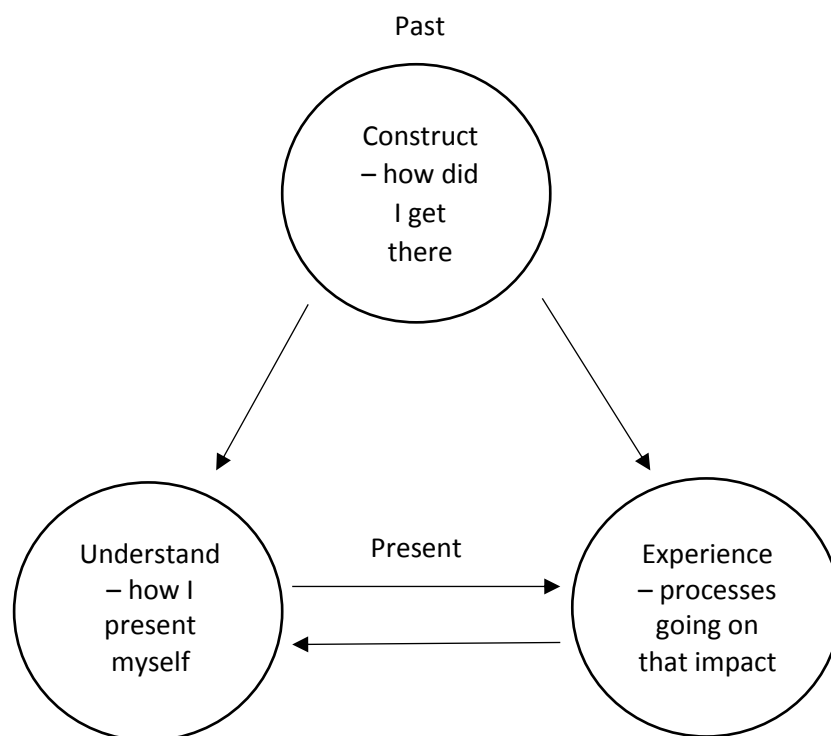 Past
Construct
– how did
I get
there
Present
Understand
– how I
present
myself
Experience
– processes
going on
that impact